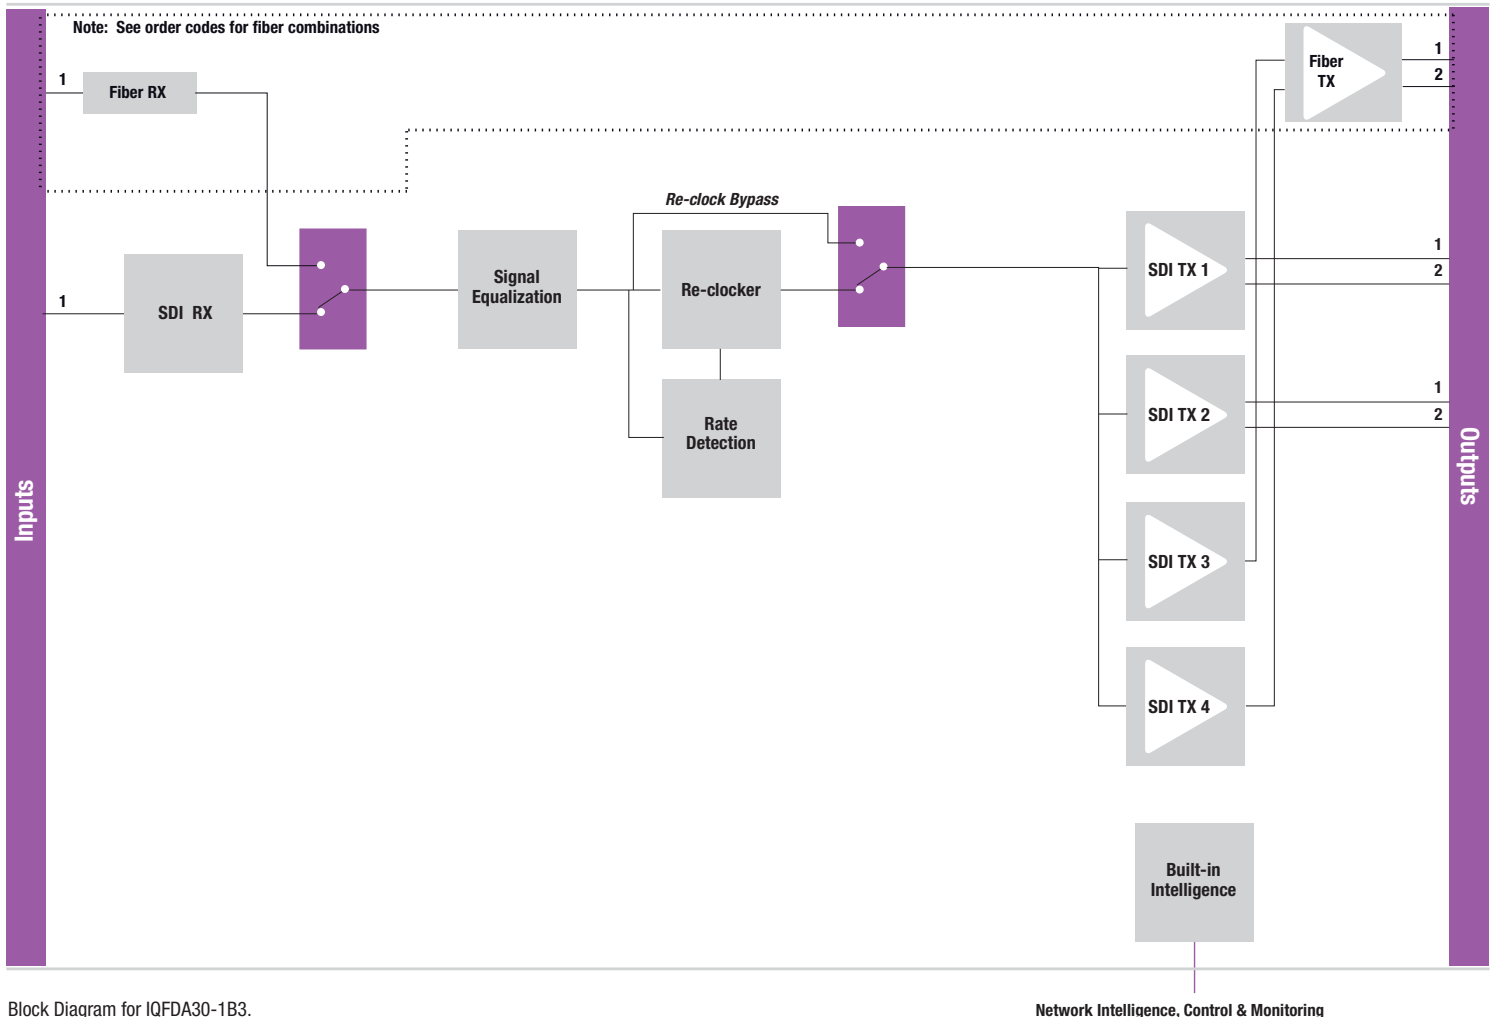 Note: See order codes for fiber combinations
1
Fiber RX
Fiber
TX
1
2
Re-clock Bypass
1
SDI RX
Signal
Equalization
Re-clocker
Rate
Detection
SDI TX 1
1
2
SDI TX 2
1
2
SDI TX 3
SDI TX 4
Inputs
Outputs
Built-in
Intelligence
Block Diagram for IQFDA30-1B3.
Network Intelligence, Control & Monitoring